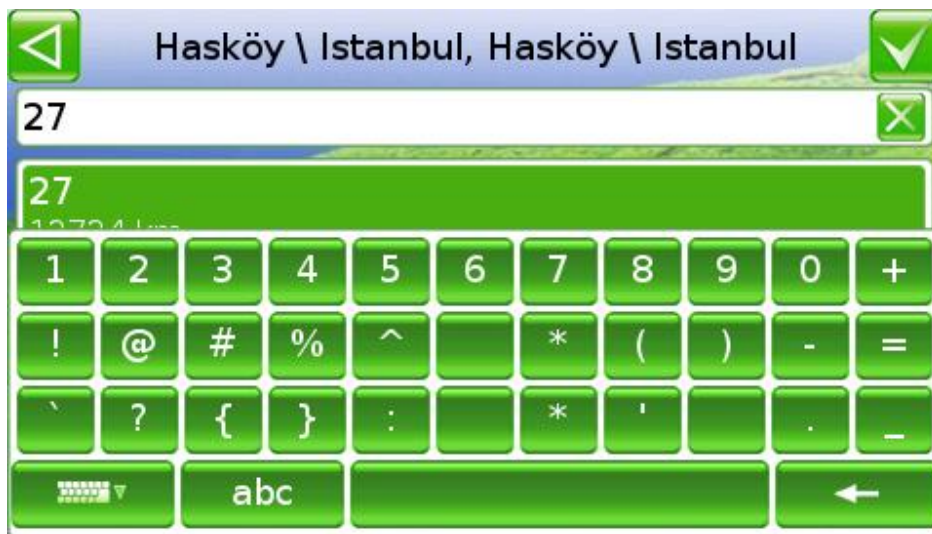 Hasköy \ Istanbul, Hasköy \ Istanbul
27
27
1 2 3 4 5 6 7 8 9 0 +
! @ # % ^ * ( ) - =
` ? { } : * ' . _
abc